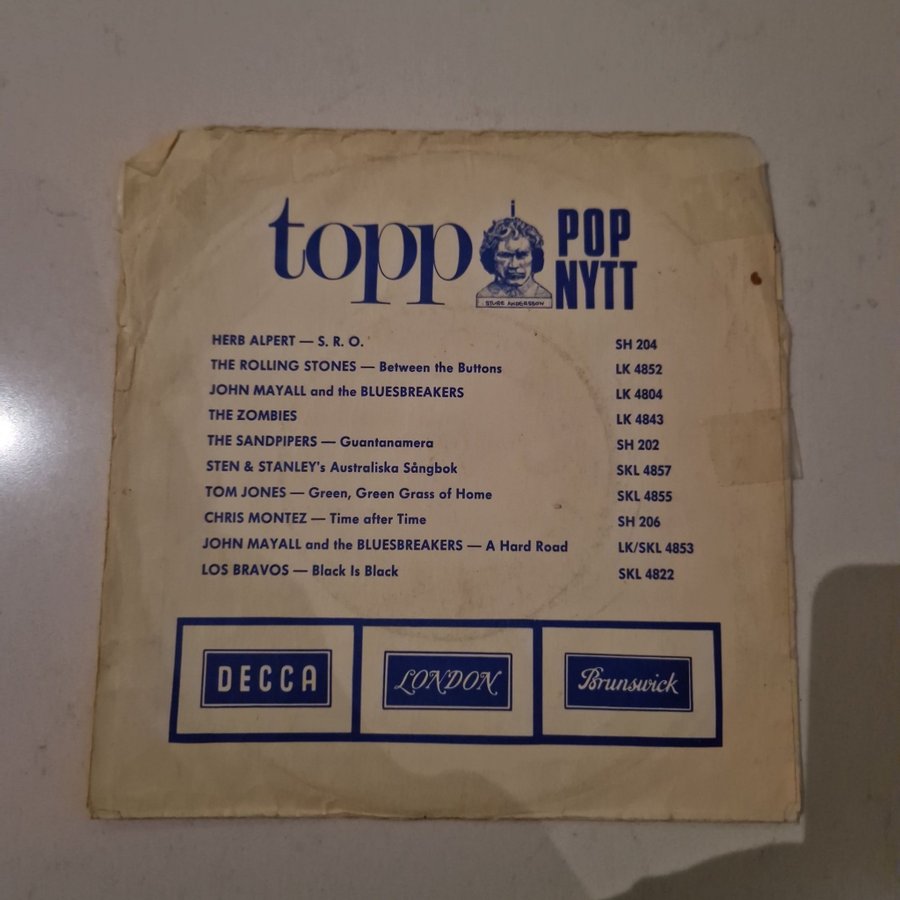 topp i POP
NYTT
STURE ANDERSSON
HERB ALPERT — S. R. O. SH 204
THE ROLLING STONES — Between the Buttons LK 4852
JOHN MAYALL and the BLUESBREAKERS LK 4804
THE ZOMBIES LK 4843
THE SANDPIPERS — Guantanamera SH 202
STEN & STANLEY's Australiska Sångbok SKL 4857
TOM JONES — Green, Green Grass of Home SKL 4855
CHRIS MONTEZ — Time after Time SH 206
JOHN MAYALL and the BLUESBREAKERS — A Hard Road LK/SKL 4853
LOS BRAVOS — Black Is Black SKL 4822
DECCA LONDON Brunswick